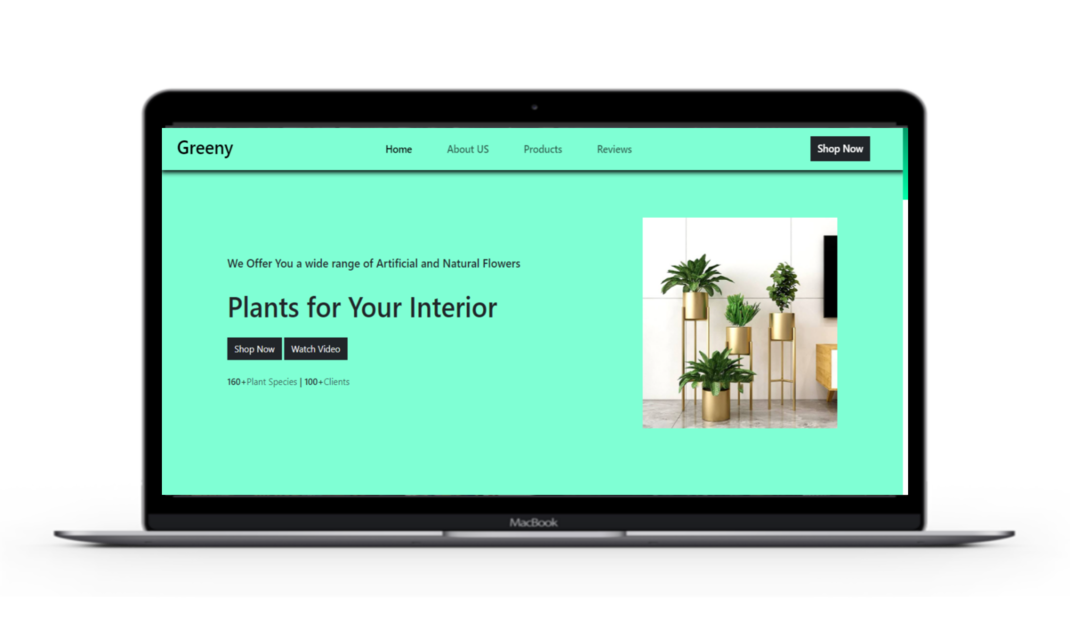 Greeny
Home
About US
Products
Reviews
Shop Now
We Offer You a wide range of Artificial and Natural Flowers
Plants for Your Interior
Shop Now
Watch Video
160+Plant Species | 100+Clients
MacBook